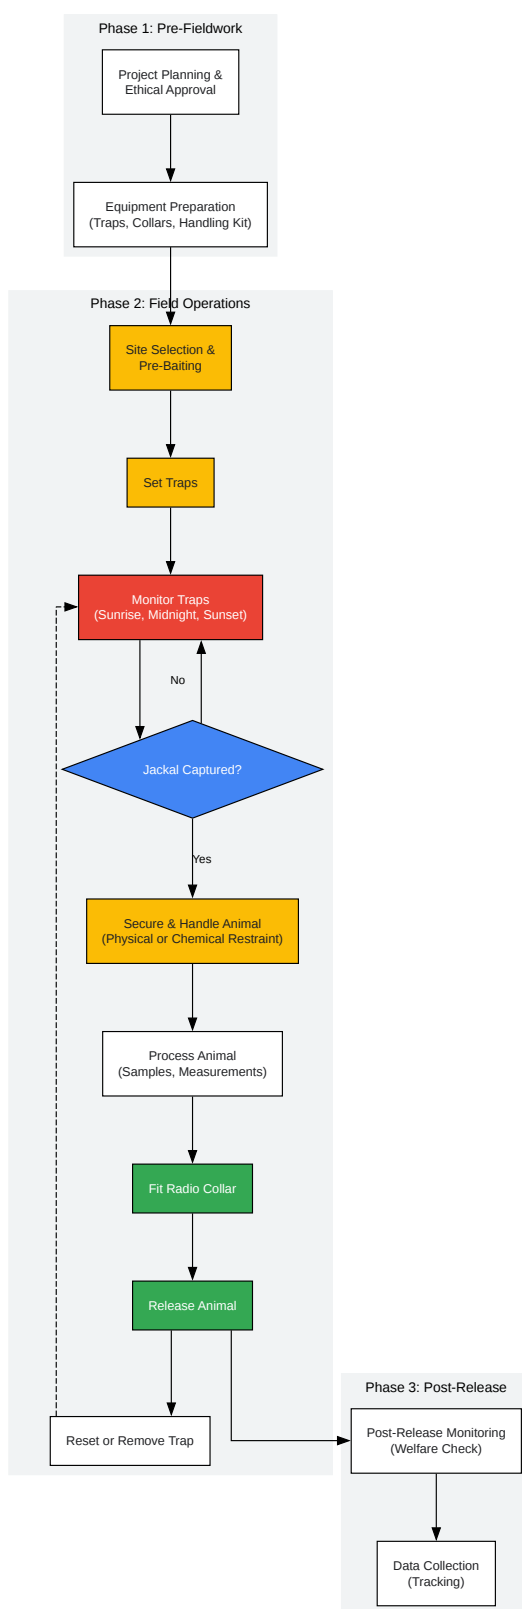 Phase 1: Pre-Fieldwork
Project Planning &
Ethical Approval
Equipment Preparation
(Traps, Collars, Handling Kit)
Phase 2: Field Operations
Site Selection &
Pre-Baiting
Set Traps
Monitor Traps
(Sunrise, Midnight, Sunset)
No
Jackal Captured?
Yes
Secure & Handle Animal
(Physical or Chemical Restraint)
Process Animal
(Samples, Measurements)
Fit Radio Collar
Release Animal
Reset or Remove Trap
Phase 3: Post-Release
Post-Release Monitoring
(Welfare Check)
Data Collection
(Tracking)